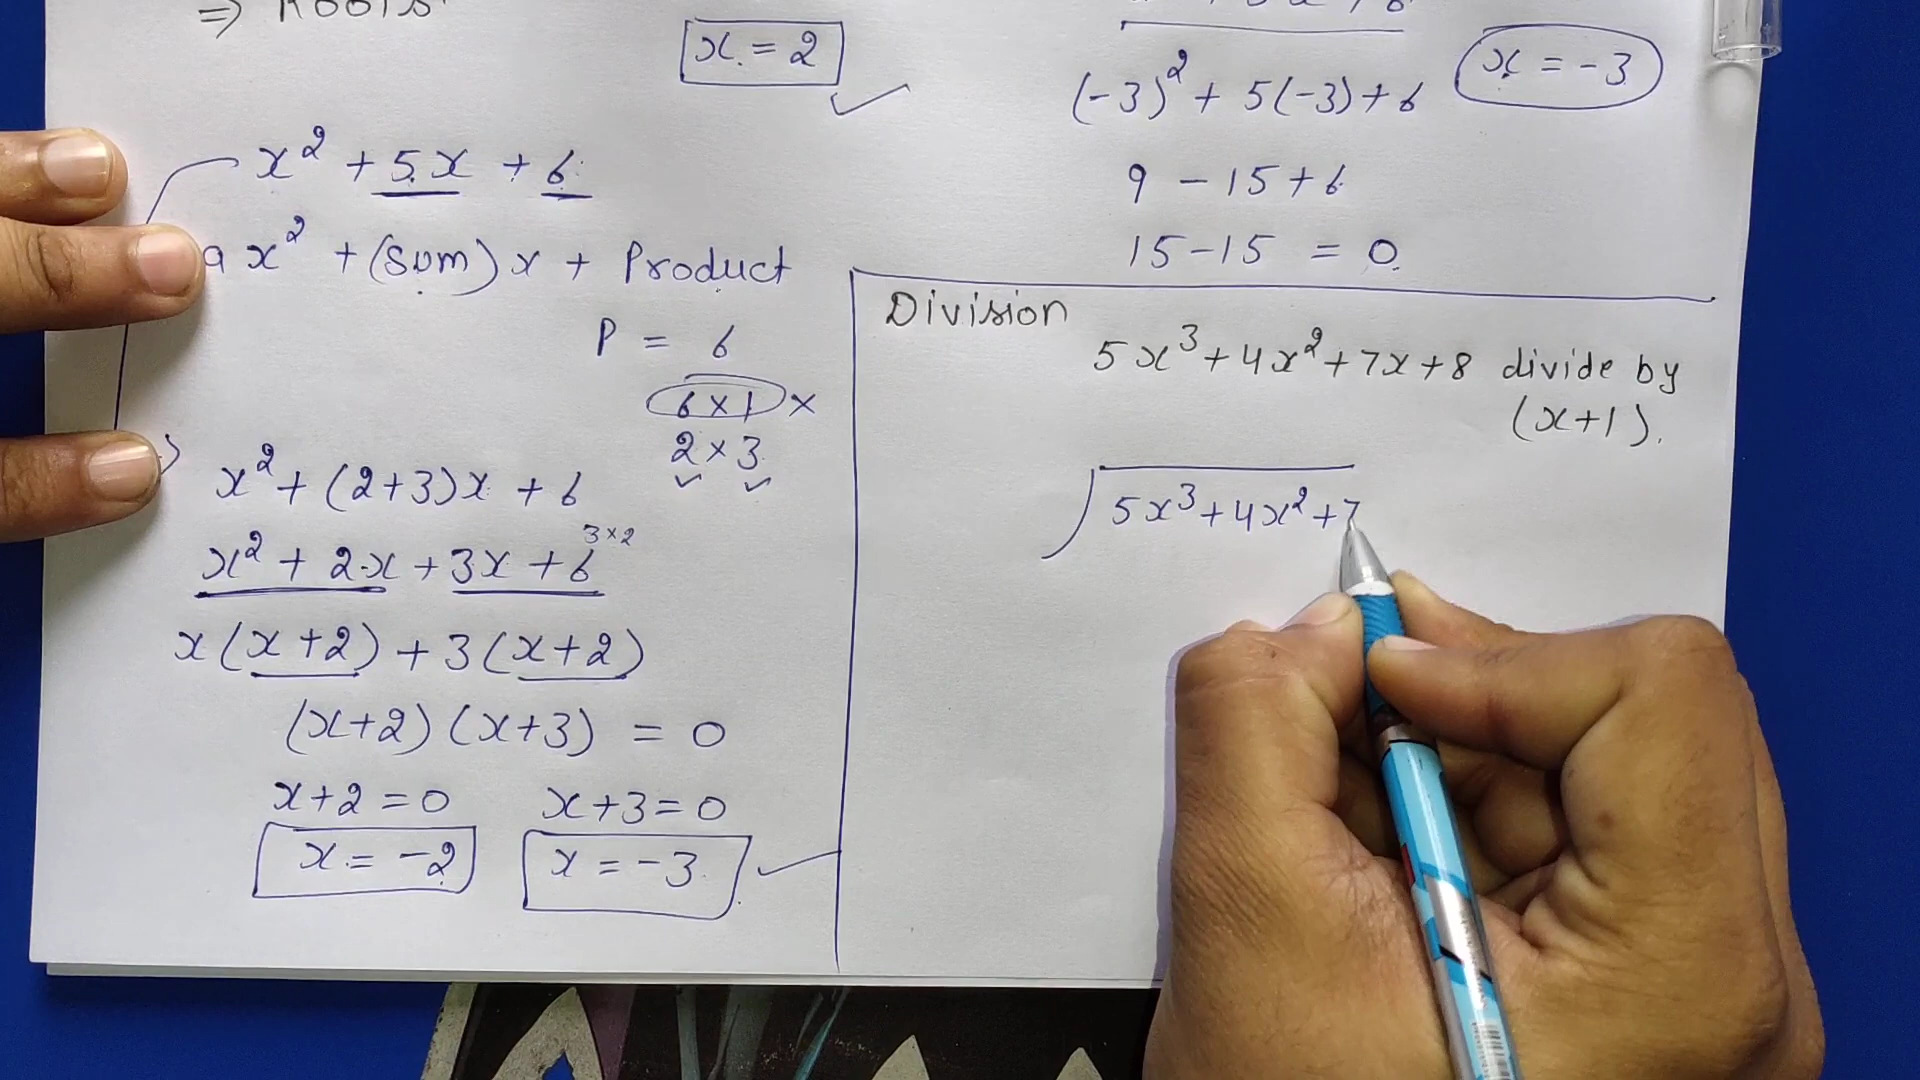 ⇒ Roots
x = 2
x² + 5x + 6
ax² + (Sum)x + Product
P = 6
6 × 1 ×
2 × 3
x² + (2+3)x + 6
3×2
x² + 2x + 3x + 6
x(x+2) + 3(x+2)
(x+2) (x+3) = 0
x+2 = 0 x+3 = 0
x = -2 x = -3
(-3)² + 5(-3) + 6 x = -3
9 - 15 + 6
15 - 15 = 0
Division
5x³ + 4x² + 7x + 8 divide by
(x+1).
5x³ + 4x² + 7